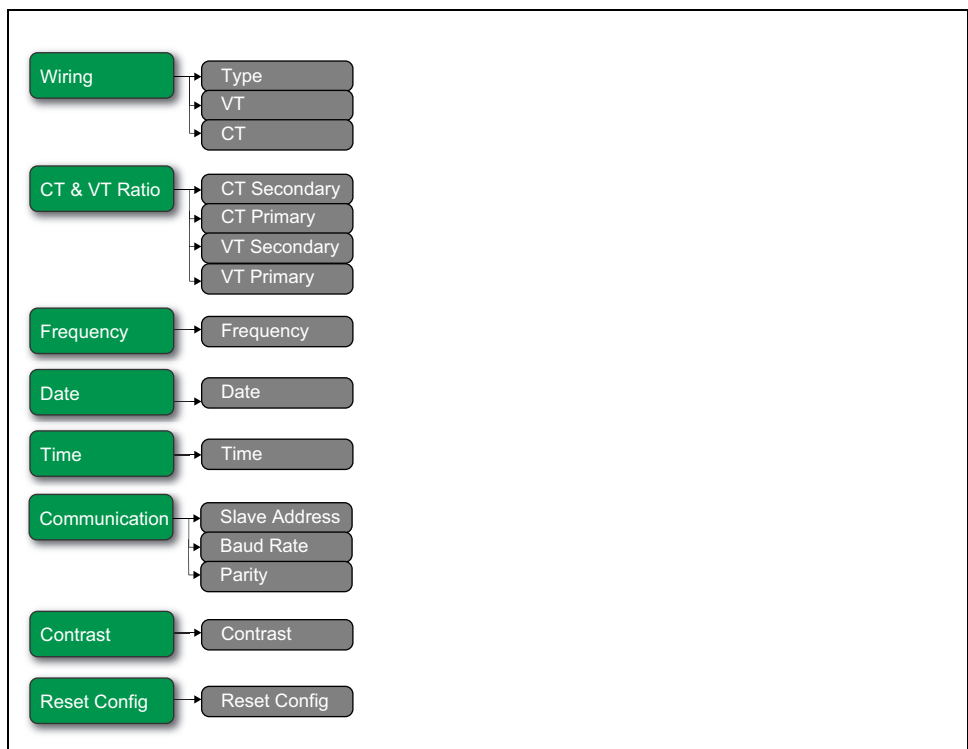 Wiring
Type
VT
CT
CT & VT Ratio
CT Secondary
CT Primary
VT Secondary
VT Primary
Frequency
Frequency
Date
Date
Time
Time
Communication
Slave Address
Baud Rate
Parity
Contrast
Contrast
Reset Config
Reset Config